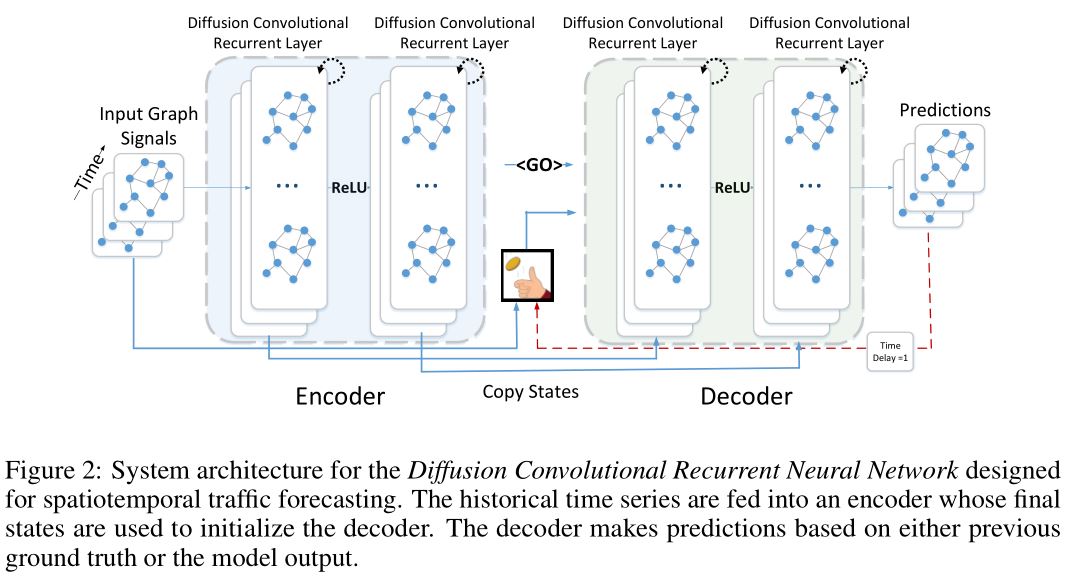 Diffusion Convolutional
Recurrent Layer
Diffusion Convolutional
Recurrent Layer
Diffusion Convolutional
Recurrent Layer
Diffusion Convolutional
Recurrent Layer
Input Graph
Signals
Time
...
ReLU
...
<GO>
...
ReLU
...
Predictions
Time
Delay =1
Encoder
Copy States
Decoder
Figure 2: System architecture for the Diffusion Convolutional Recurrent Neural Network designed
for spatiotemporal traffic forecasting. The historical time series are fed into an encoder whose final
states are used to initialize the decoder. The decoder makes predictions based on either previous
ground truth or the model output.